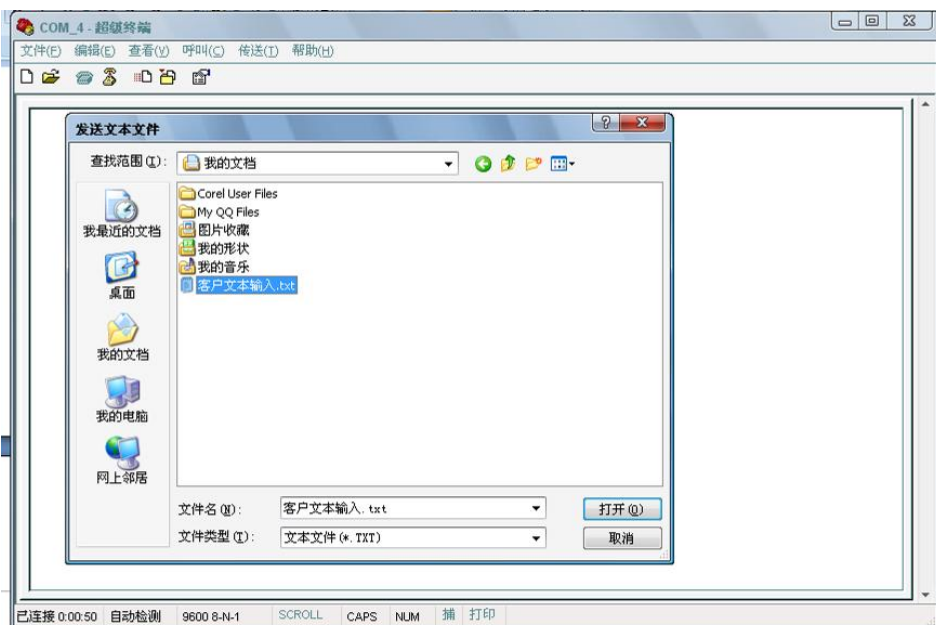 COM_4 - 超级终端
文件(F) 编辑(E) 查看(V) 呼叫(C) 传送(T) 帮助(H)
发送文本文件
查找范围(I): 我的文档
Corel User Files
My QQ Files
图片收藏
我的形状
我的音乐
客户文本输入.txt
我最近的文档
桌面
我的文档
我的电脑
网上邻居
文件名(N): 客户文本输入.txt 打开(O)
文件类型(T): 文本文件(*.TXT) 取消
已连接 0:00:50 自动检测 9600 8-N-1 SCROLL CAPS NUM 捕 打印